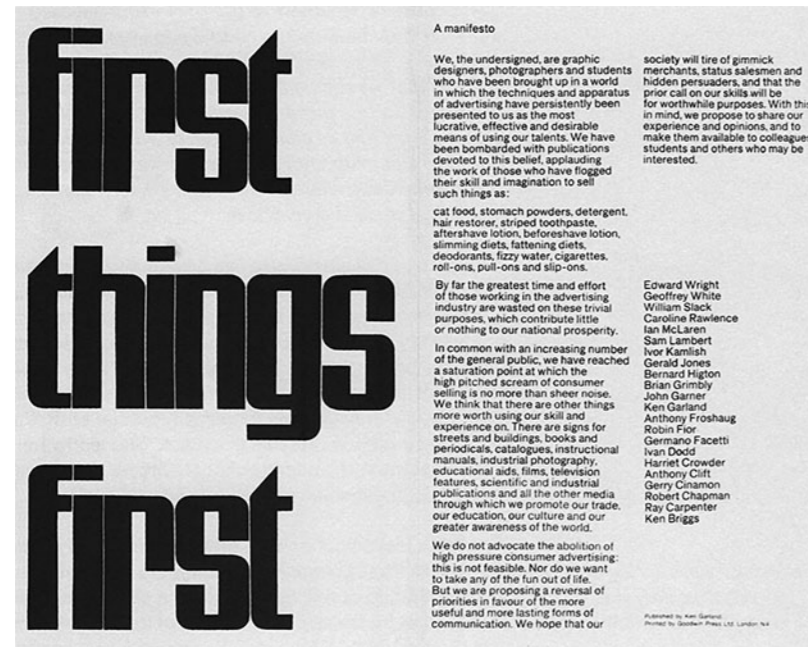 first
things
first
A manifesto
We, the undersigned, are graphic
designers, photographers and students
who have been brought up in a world
in which the techniques and apparatus
of advertising have persistently been
presented to us as the most
lucrative, effective and desirable
means of using our talents. We have
been bombarded with publications
devoted to this belief, applauding
the work of those who have flogged
their skill and imagination to sell
such things as:
cat food, stomach powders, detergent,
hair restorer, striped toothpaste,
aftershave lotion, beforeshave lotion,
slimming diets, fattening diets,
deodorants, fizzy water, cigarettes,
roll-ons, pull-ons and slip-ons.
By far the greatest time and effort
of those working in the advertising
industry are wasted on these trivial
purposes, which contribute little
or nothing to our national prosperity.
In common with an increasing number
of the general public, we have reached
a saturation point at which the
high pitched scream of consumer
selling is no more than sheer noise.
We think that there are other things
more worth using our skill and
experience on. There are signs for
streets and buildings, books and
periodicals, catalogues, instructional
manuals, industrial photography,
educational aids, films, television
features, scientific and industrial
publications and all the other media
through which we promote our trade,
our education, our culture and our
greater awareness of the world.
We do not advocate the abolition of
high pressure consumer advertising:
this is not feasible. Nor do we want
to take any of the fun out of life.
But we are proposing a reversal of
priorities in favour of the more
useful and more lasting forms of
communication. We hope that our
society will tire of gimmick
merchants, status salesmen and
hidden persuaders, and that the
prior call on our skills will be
for worthwhile purposes. With this
in mind, we propose to share our
experience and opinions, and to
make them available to colleagues
students and others who may be
interested.
Edward Wright
Geoffrey White
William Slack
Caroline Rawlence
Ian McLaren
Sam Lambert
Ivor Kamlish
Gerald Jones
Bernard Higton
Brian Grimbly
John Garner
Ken Garland
Anthony Froshaug
Robin Fior
Germano Facetti
Ivan Dodd
Harriet Crowder
Anthony Clift
Gerry Cinamon
Robert Chapman
Ray Carpenter
Ken Briggs
Published by Ken Garland
Printed by Goodwin Press Ltd. London N4